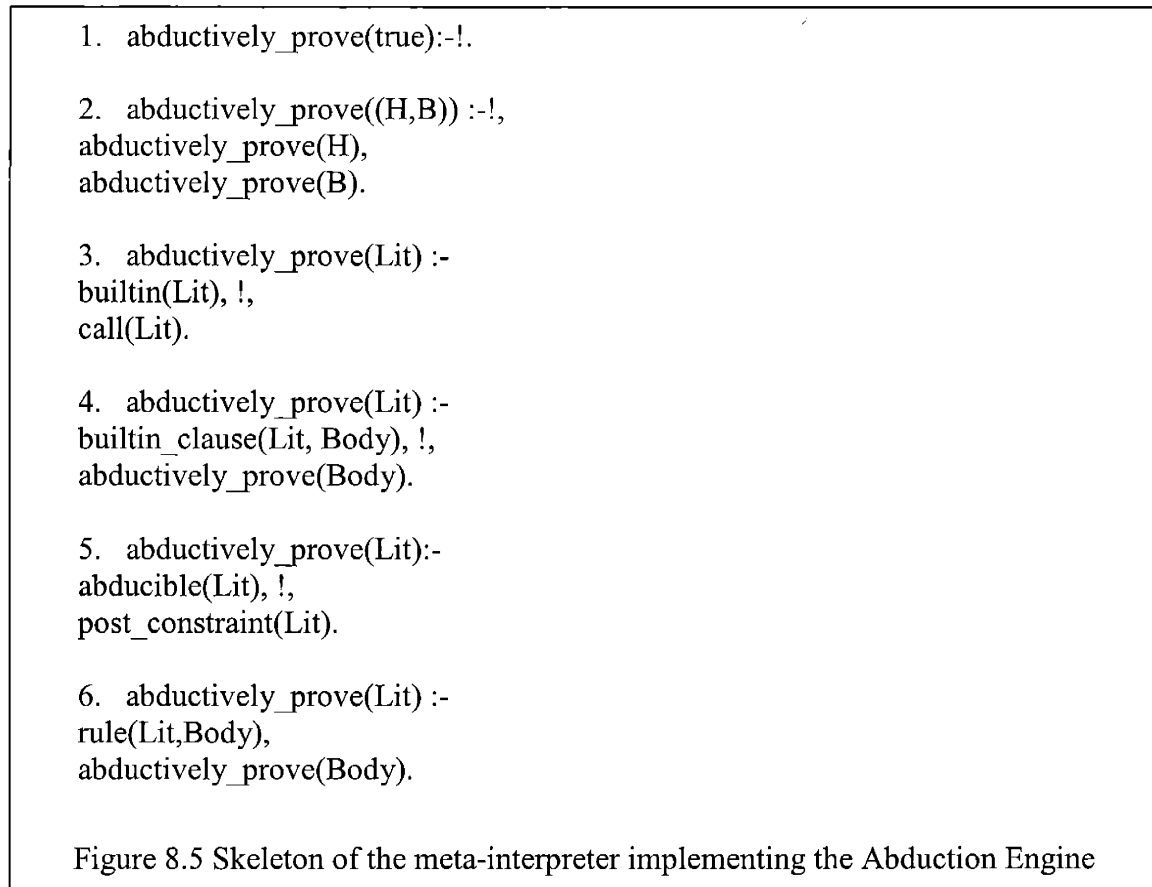 1. abductively_prove(true):-!.
2. abductively_prove((H,B)) :-!,
abductively_prove(H),
abductively_prove(B).
3. abductively_prove(Lit) :-
builtin(Lit), !,
call(Lit).
4. abductively_prove(Lit) :-
builtin_clause(Lit, Body), !,
abductively_prove(Body).
5. abductively_prove(Lit):-
abducible(Lit), !,
post_constraint(Lit).
6. abductively_prove(Lit) :-
rule(Lit,Body),
abductively_prove(Body).
Figure 8.5 Skeleton of the meta-interpreter implementing the Abduction Engine